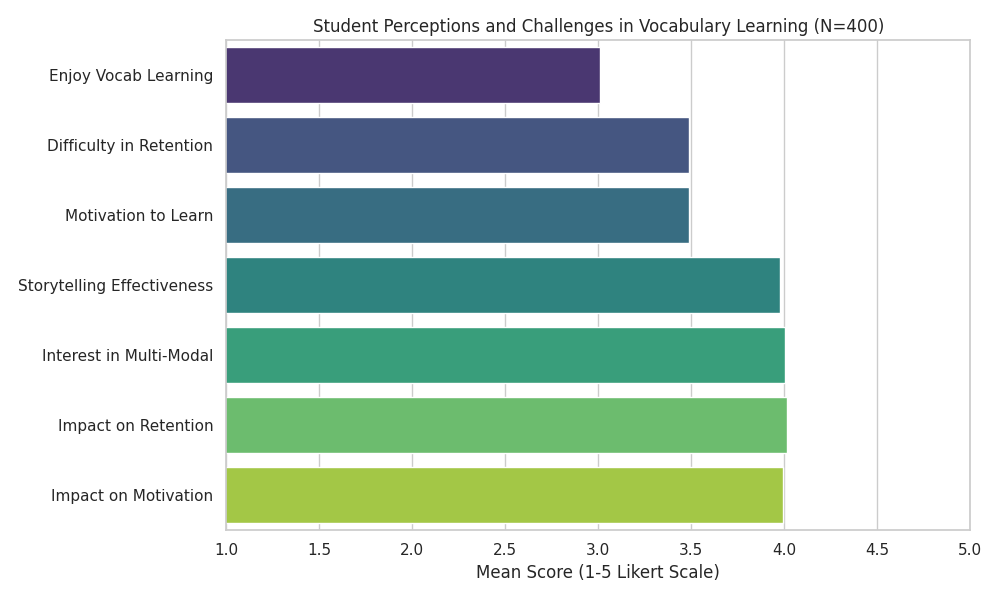 Student Perceptions and Challenges in Vocabulary Learning (N=400)
Enjoy Vocab Learning
Difficulty in Retention
Motivation to Learn
Storytelling Effectiveness
Interest in Multi-Modal
Impact on Retention
Impact on Motivation
1.0 1.5 2.0 2.5 3.0 3.5 4.0 4.5 5.0
Mean Score (1-5 Likert Scale)